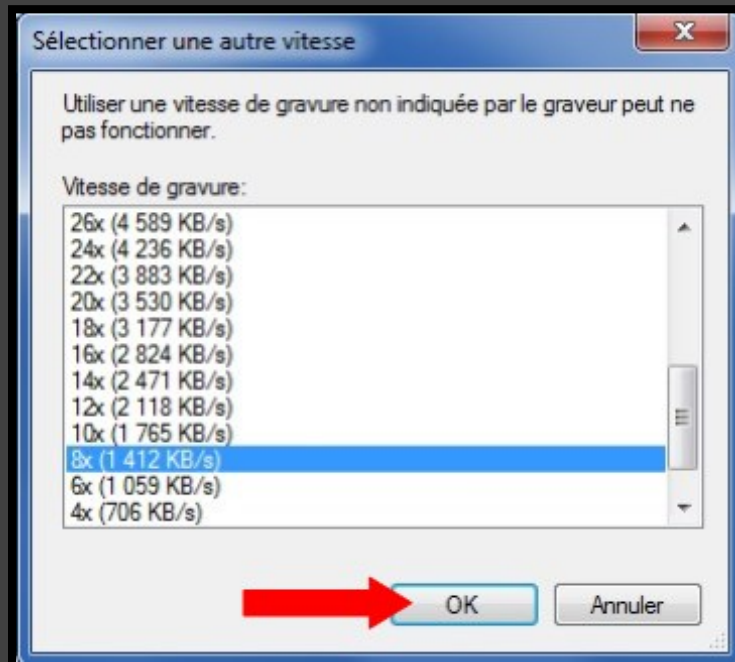 Sélectionner une autre vitesse
Utiliser une vitesse de gravure non indiquée par le graveur peut ne
pas fonctionner.
Vitesse de gravure:
26x (4 589 KB/s)
24x (4 236 KB/s)
22x (3 883 KB/s)
20x (3 530 KB/s)
18x (3 177 KB/s)
16x (2 824 KB/s)
14x (2 471 KB/s)
12x (2 118 KB/s)
10x (1 765 KB/s)
8x (1 412 KB/s)
6x (1 059 KB/s)
4x (706 KB/s)
OK
Annuler